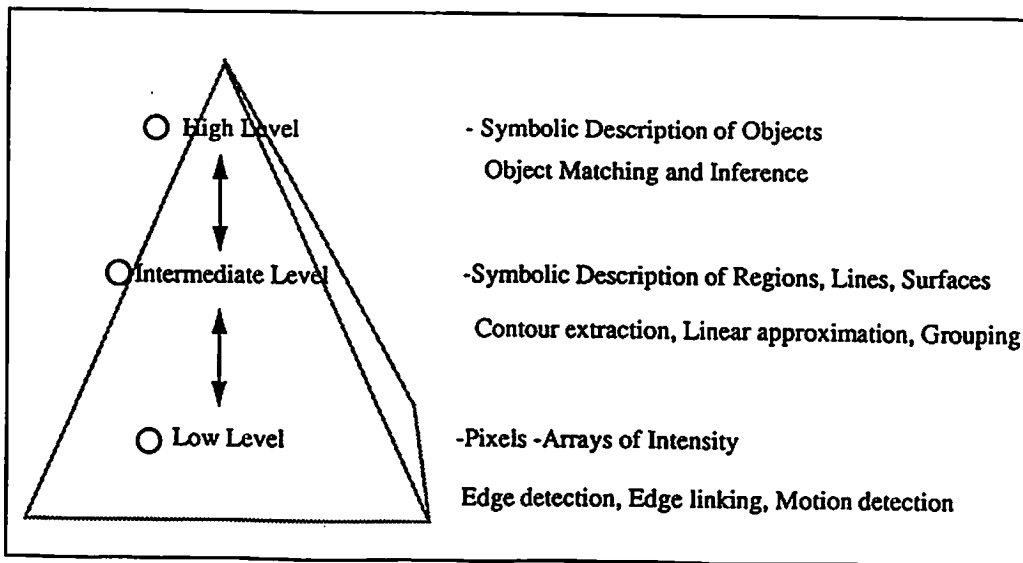 High Level
- Symbolic Description of Objects
Object Matching and Inference
Intermediate Level
-Symbolic Description of Regions, Lines, Surfaces
Contour extraction, Linear approximation, Grouping
Low Level
-Pixels -Arrays of Intensity
Edge detection, Edge linking, Motion detection